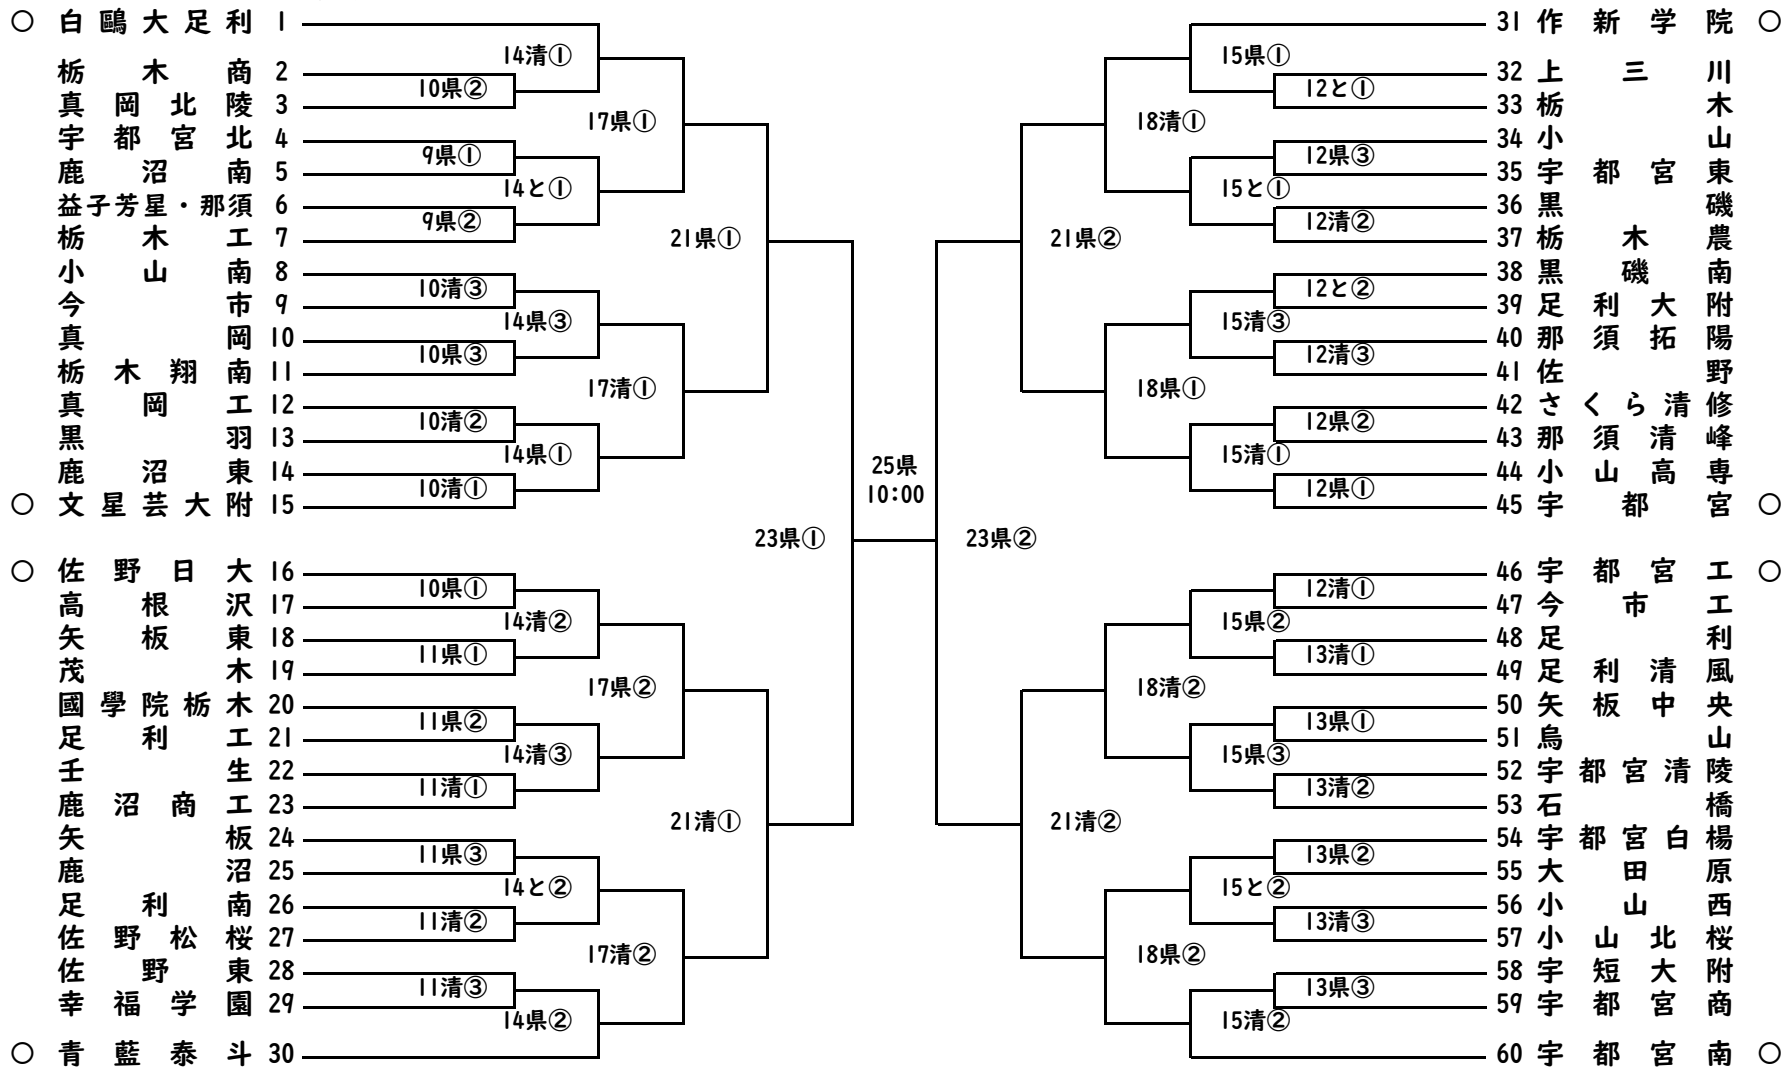 ○ 白鷗大足利 1
栃木商 2
真岡北陵 3
宇都宮北 4
鹿沼南 5
益子芳星・那須 6
栃木工 7
小山南 8
今市 9
真岡 10
栃木翔南 11
真岡工 12
黒羽 13
鹿沼東 14
○ 文星芸大附 15
○ 佐野日大 16
高根沢 17
矢板東 18
茂木 19
國學院栃木 20
足利工 21
壬生 22
鹿沼商工 23
矢板 24
鹿沼 25
足利南 26
佐野松桜 27
佐野東 28
幸福学園 29
○ 青藍泰斗 30
10県②
9県①
9県②
10清③
10県③
10清②
10清①
10県①
11県①
11県②
11清①
11県③
11清②
11清③
14清①
14と①
14県③
14県①
14清②
14清③
14と②
14県②
17県①
17清①
17県②
17清②
21県①
21清①
23県①
25県
10:00
23県②
21県②
21清②
18清①
18県①
18清②
18県②
15県①
15と①
15清③
15清①
15県②
15県③
15と②
15清②
12と①
12県③
12清②
12と②
12清③
12県②
12県①
12清①
13清①
13県①
13清②
13県②
13清③
13県③
31 作新学院 ○
32 上三川
33 栃木
34 小山
35 宇都宮東
36 黒磯
37 栃木農
38 黒磯南
39 足利大附
40 那須拓陽
41 佐野
42 さくら清修
43 那須清峰
44 小山高専
45 宇都宮 ○
46 宇都宮工 ○
47 今市工
48 足利
49 足利清風
50 矢板中央
51 烏山
52 宇都宮清陵
53 石橋
54 宇都宮白楊
55 大田原
56 小山西
57 小山北桜
58 宇短大附
59 宇都宮商
60 宇都宮南 ○